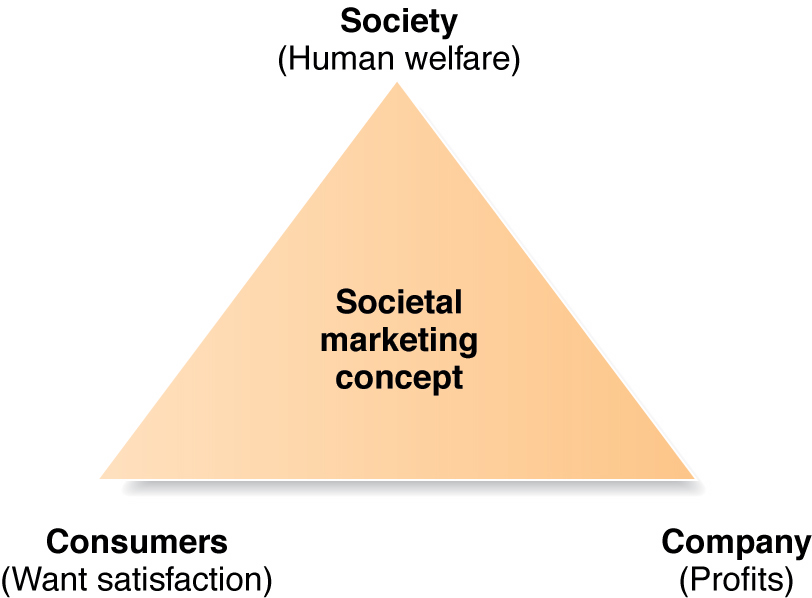 Society
(Human welfare)
Societal
marketing
concept
Consumers
(Want satisfaction)
Company
(Profits)